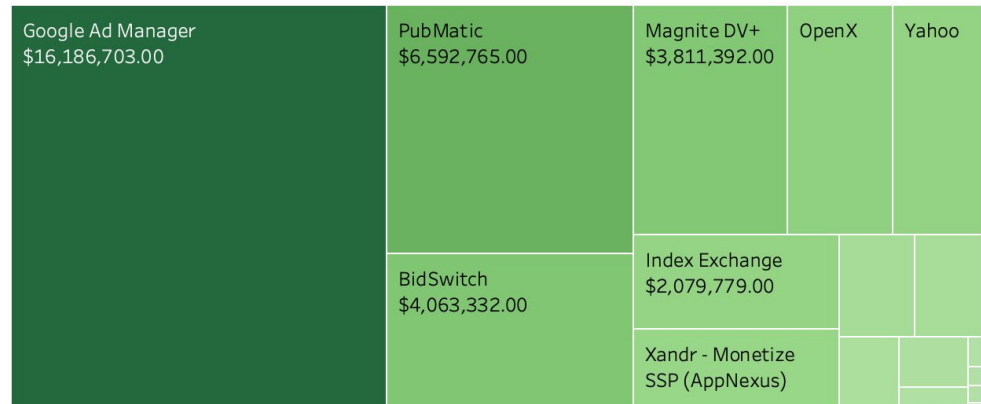 Google Ad Manager
$16,186,703.00
PubMatic
$6,592,765.00
BidSwitch
$4,063,332.00
Magnite DV+
$3,811,392.00
OpenX
Yahoo
Index Exchange
$2,079,779.00
Xandr - Monetize
SSP (AppNexus)